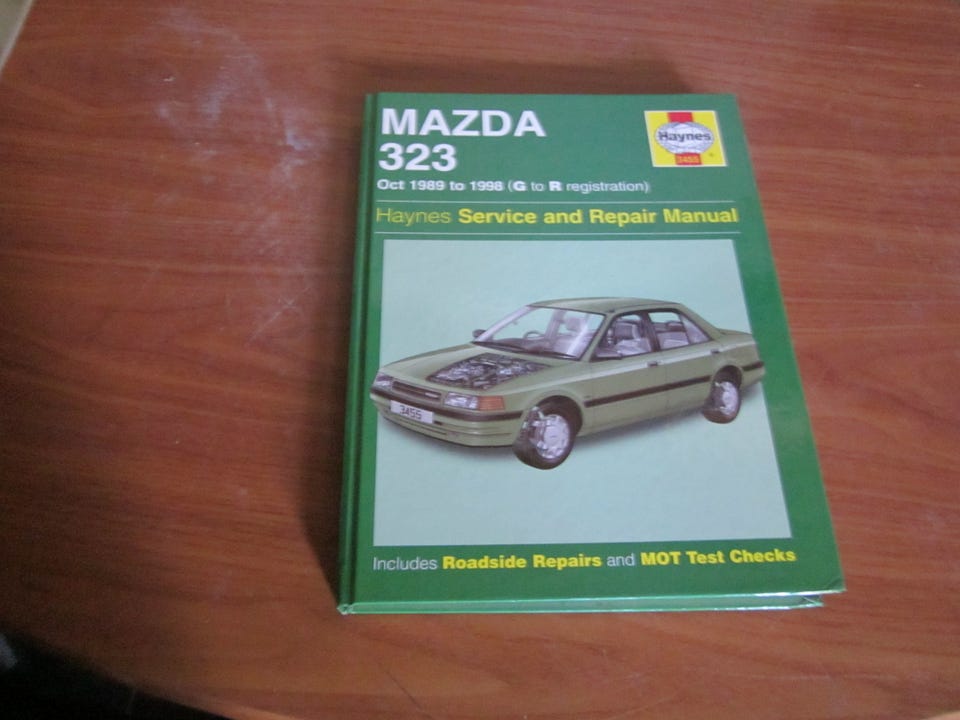 MAZDA
323
Haynes
3455
Oct 1989 to 1998 (G to R registration)
Haynes Service and Repair Manual
3455
Includes Roadside Repairs and MOT Test Checks